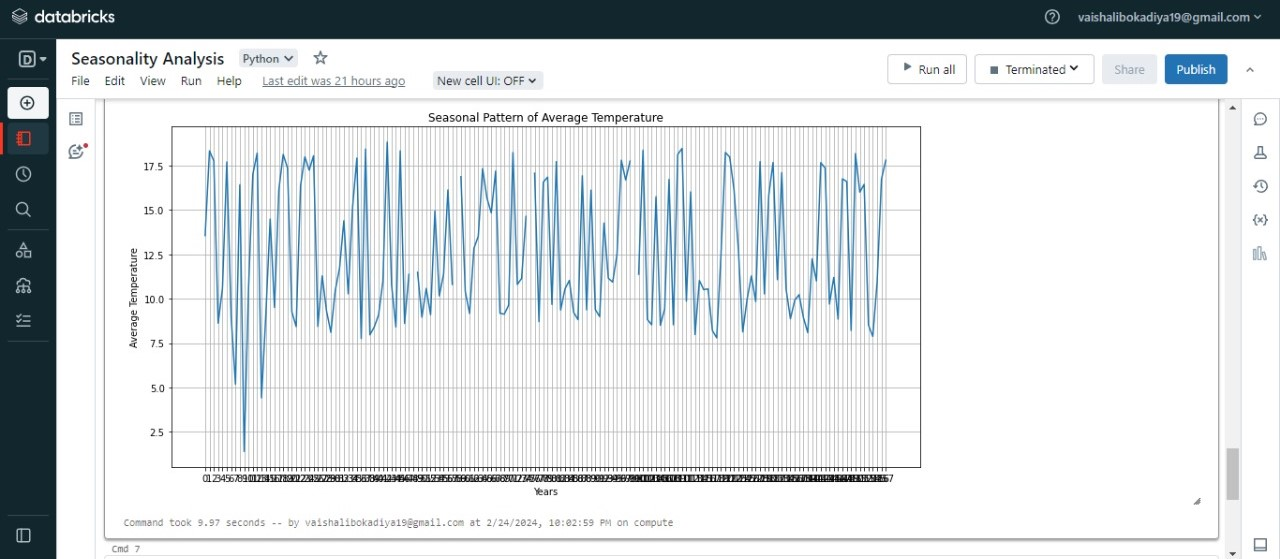 databricks
vaishalibokadiya19@gmail.com
D
Seasonality Analysis Python
File Edit View Run Help Last edit was 21 hours ago New cell UI: OFF
Run all Terminated Share Publish
Seasonal Pattern of Average Temperature
17.5
15.0
12.5
10.0
7.5
5.0
2.5
Average Temperature
Years
Command took 9.97 seconds -- by vaishalibokadiya19@gmail.com at 2/24/2024, 10:02:59 PM on compute
Cmd 7